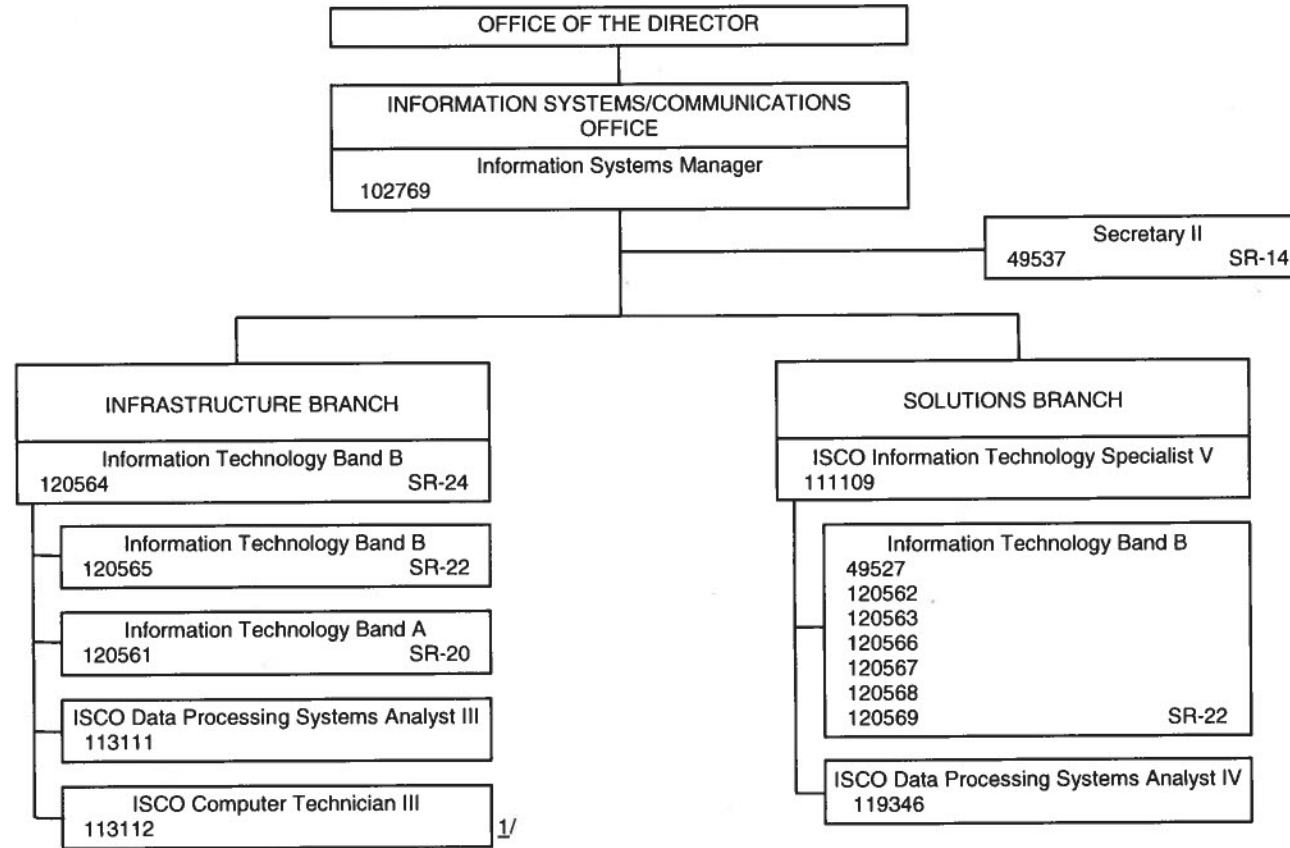 OFFICE OF THE DIRECTOR
INFORMATION SYSTEMS/COMMUNICATIONS
OFFICE
Information Systems Manager
102769
Secretary II
49537 SR-14
INFRASTRUCTURE BRANCH
Information Technology Band B
120564 SR-24
Information Technology Band B
120565 SR-22
Information Technology Band A
120561 SR-20
ISCO Data Processing Systems Analyst III
113111
ISCO Computer Technician III
113112 1/
SOLUTIONS BRANCH
ISCO Information Technology Specialist V
111109
Information Technology Band B
49527
120562
120563
120566
120567
120568
120569 SR-22
ISCO Data Processing Systems Analyst IV
119346